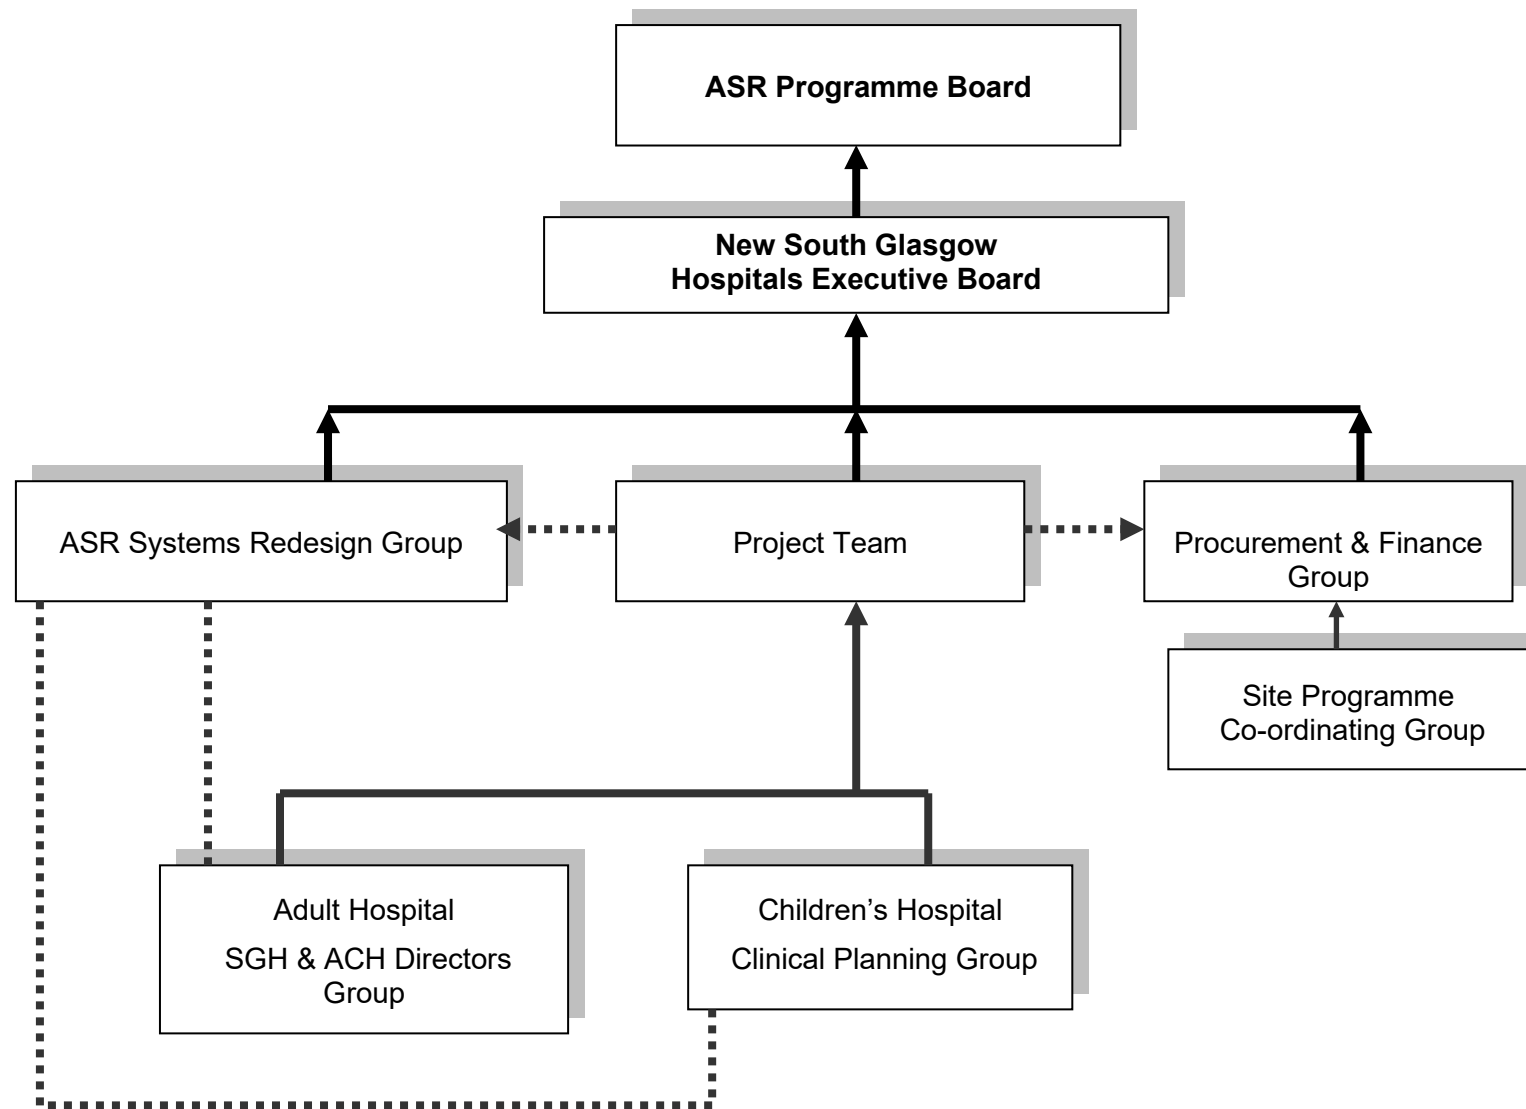 ASR Programme Board
New South Glasgow
Hospitals Executive Board
ASR Systems Redesign Group
Project Team
Procurement & Finance
Group
Site Programme
Co-ordinating Group
Adult Hospital
SGH & ACH Directors
Group
Children’s Hospital
Clinical Planning Group